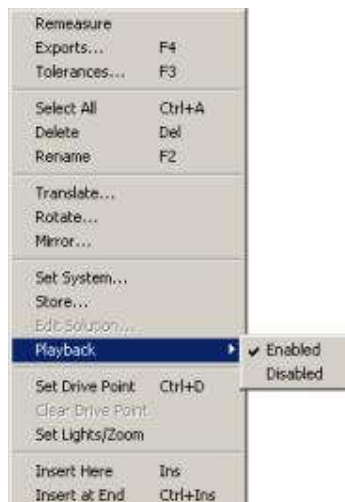 Remeasure
Exports... F4
Tolerances... F3
Select All Ctrl+A
Delete Del
Rename F2
Translate...
Rotate...
Mirror...
Set System...
Store...
Edit Solution...
Playback
Enabled
Disabled
Set Drive Point Ctrl+D
Clear Drive Point
Set Lights/Zoom
Insert Here Ins
Insert at End Ctrl+Ins